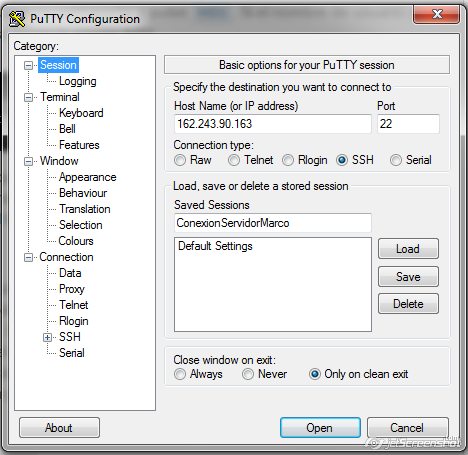 PuTTY Configuration
Category:
Session
Logging
Terminal
Keyboard
Bell
Features
Window
Appearance
Behaviour
Translation
Selection
Colours
Connection
Data
Proxy
Telnet
Rlogin
SSH
Serial
Basic options for your PuTTY session
Specify the destination you want to connect to
Host Name (or IP address) Port
162.243.90.163 22
Connection type:
Raw Telnet Rlogin SSH Serial
Load, save or delete a stored session
Saved Sessions
ConexionServidorMarco
Default Settings
Load
Save
Delete
Close window on exit:
Always Never Only on clean exit
About Open Cancel
jetScreenshot